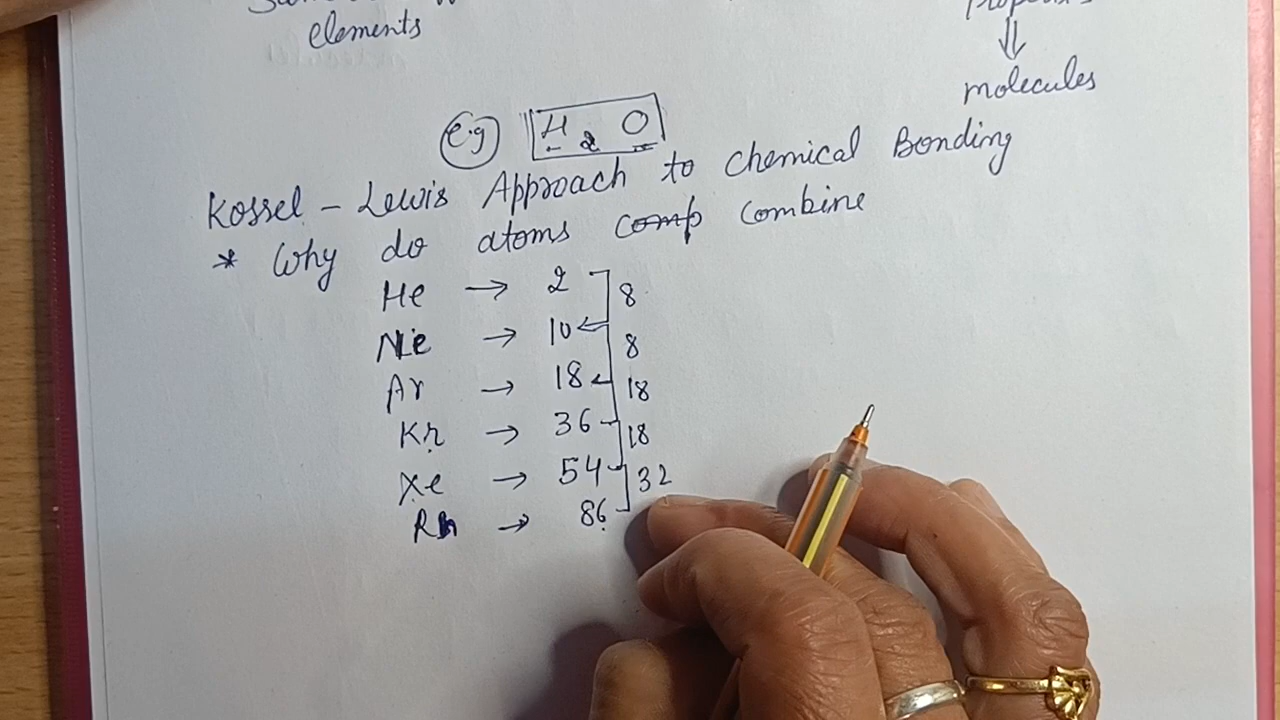 elements
molecules
e.g H2O
Kossel - Lewis Approach to Chemical Bonding
* Why do atoms comp combine
He → 2
8
Ne → 10
8
Ar → 18
18
Kr → 36
18
Xe → 54
32
Rn → 86